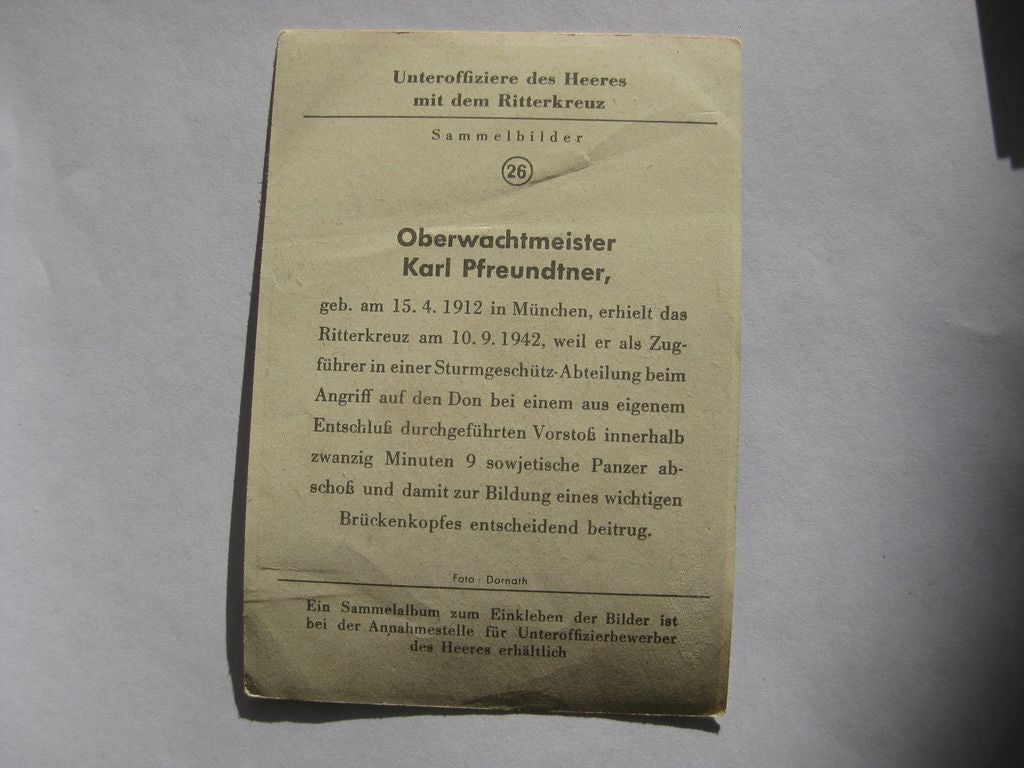 Unteroffiziere des Heeres
mit dem Ritterkreuz
Sammelbilder
26
Oberwachtmeister
Karl Pfreundtner,
geb. am 15. 4. 1912 in München, erhielt das
Ritterkreuz am 10. 9. 1942, weil er als Zug-
führer in einer Sturmgeschütz-Abteilung beim
Angriff auf den Don bei einem aus eigenem
Entschluß durchgeführten Vorstoß innerhalb
zwanzig Minuten 9 sowjetische Panzer ab-
schoß und damit zur Bildung eines wichtigen
Brückenkopfes entscheidend beitrug.
Foto: Dornath
Ein Sammelalbum zum Einkleben der Bilder ist
bei der Annahmestelle für Unteroffizierbewerber
des Heeres erhältlich